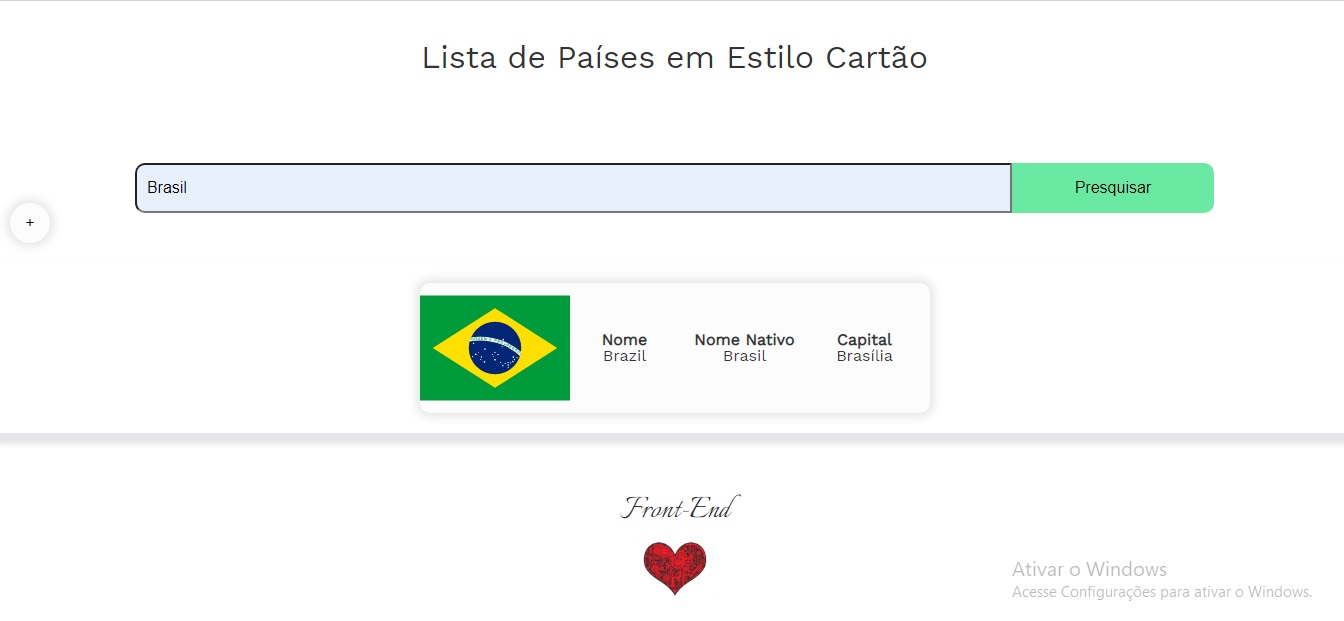 Lista de Países em Estilo Cartão
Brasil
Presquisar
+
Nome
Brazil
Nome Nativo
Brasil
Capital
Brasília
Front-End
Ativar o Windows
Acesse Configurações para ativar o Windows.